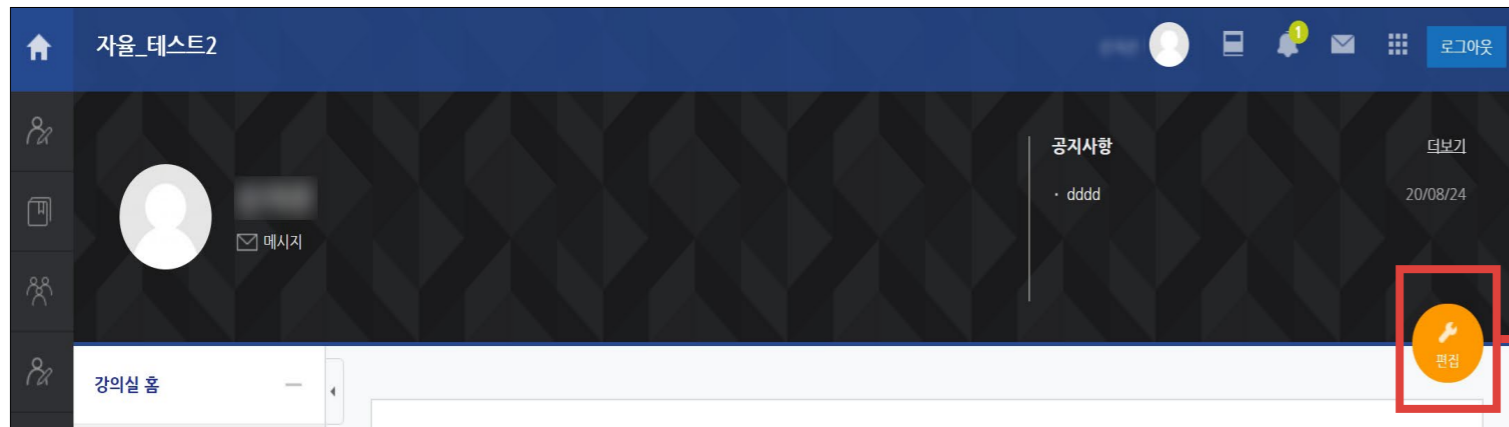 자율_테스트2
1
로그아웃
공지사항
더보기
· dddd
20/08/24
메시지
편집
강의실 홈